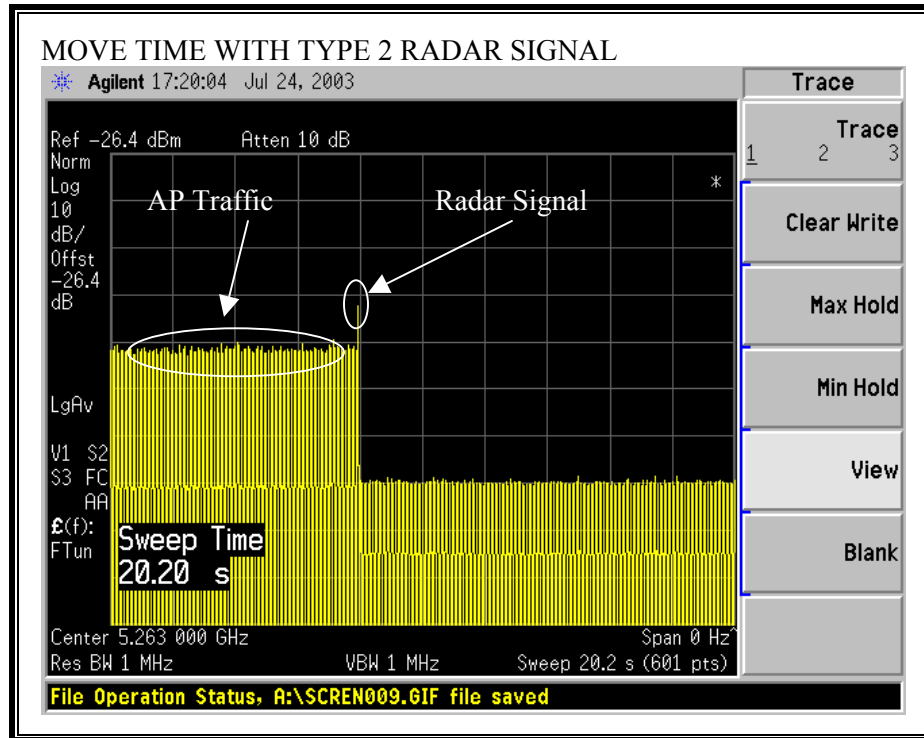 MOVE TIME WITH TYPE 2 RADAR SIGNAL
Agilent 17:20:04 Jul 24, 2003
Trace
Ref -26.4 dBm Atten 10 dB
Trace
1 2 3
Norm
Log
10
dB/
Offst
-26.4
dB
*
AP Traffic
Radar Signal
Clear Write
Max Hold
Min Hold
LgAv
V1 S2
S3 FC
AA
View
£(f):
FTun
Sweep Time
20.20 s
Blank
Center 5.263 000 GHz Span 0 Hz^
Res BW 1 MHz VBW 1 MHz Sweep 20.2 s (601 pts)
File Operation Status, A:\SCREN009.GIF file saved